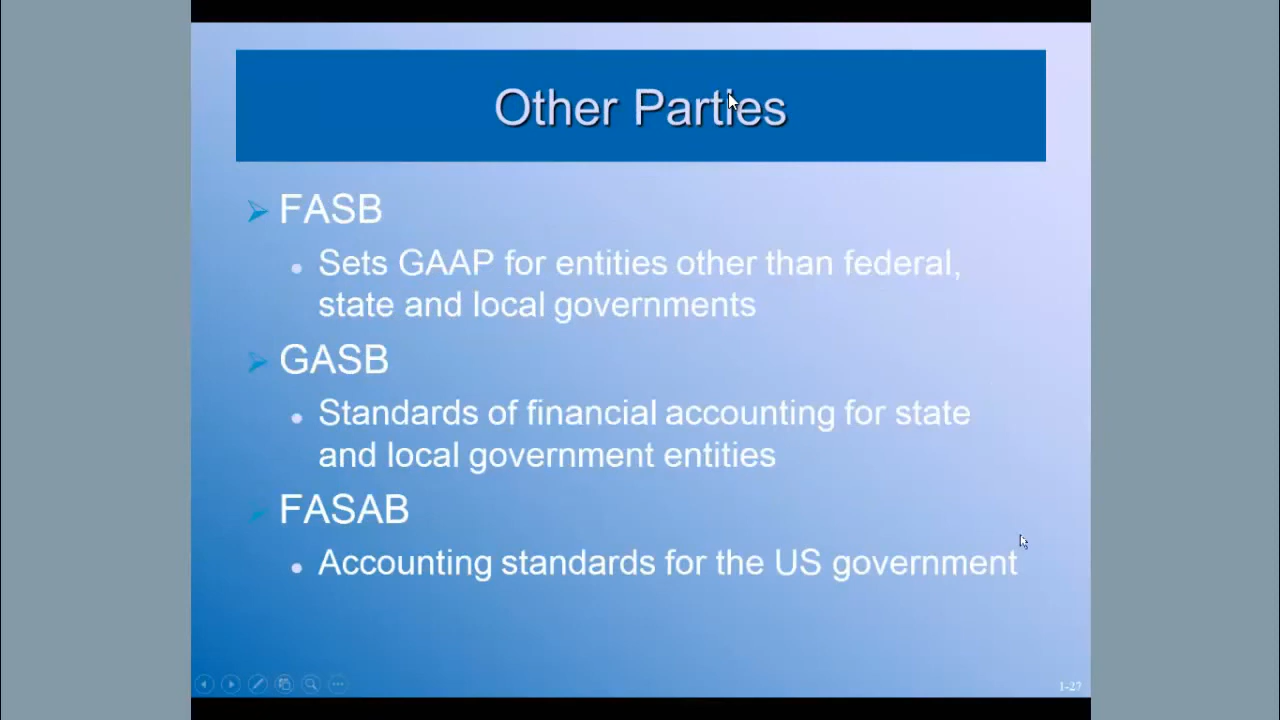 Other Parties
FASB
Sets GAAP for entities other than federal,
state and local governments
GASB
Standards of financial accounting for state
and local government entities
FASAB
Accounting standards for the US government
1-27